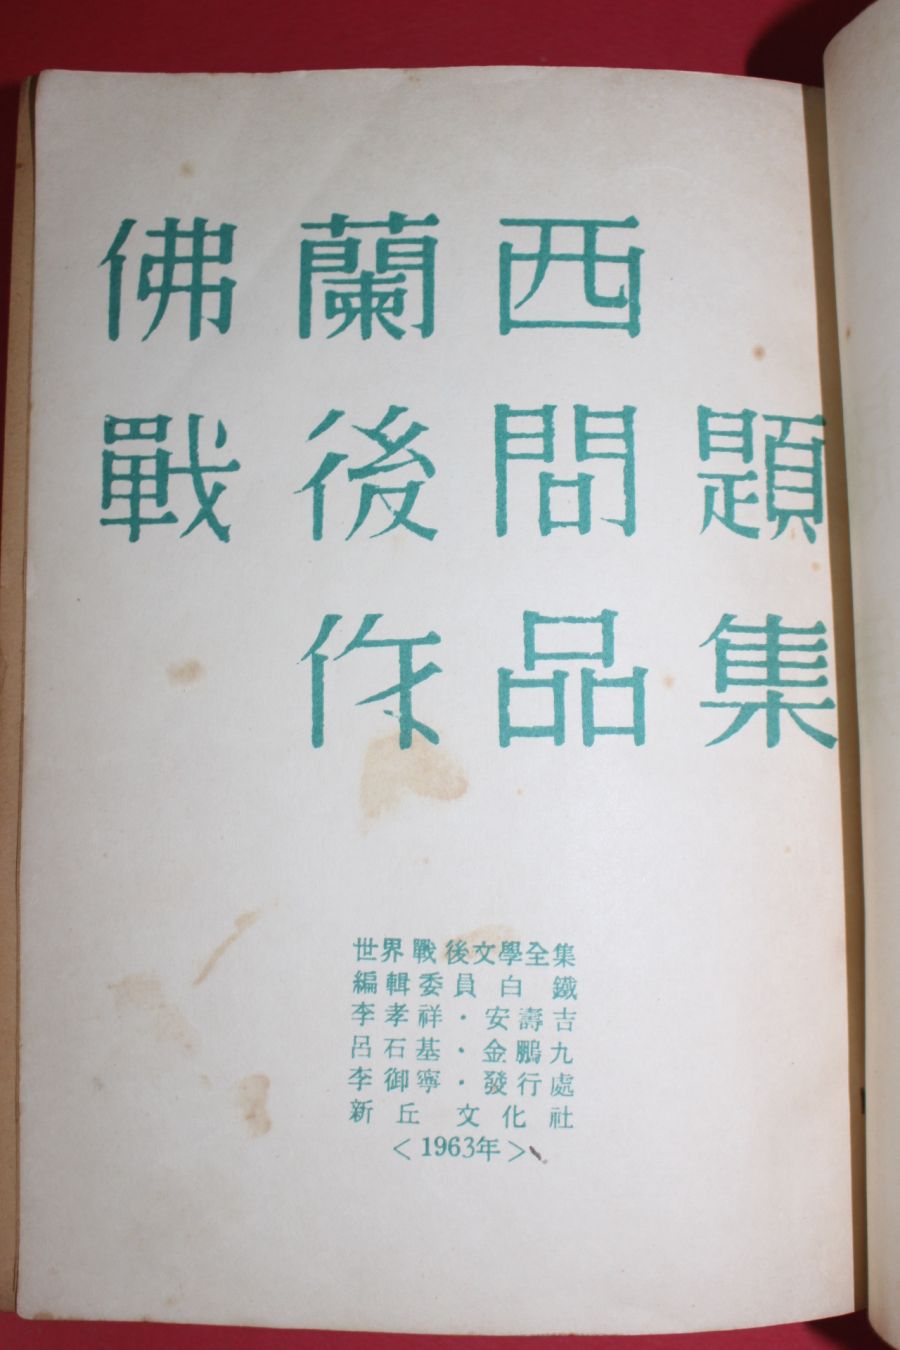 佛蘭西
戰後問題
作品集
世界戰後文學全集
編輯委員 白 鐵
李孝祥・安壽吉
呂石基・金鵬九
李御寧・發行處
新丘 文化社
<1963年>